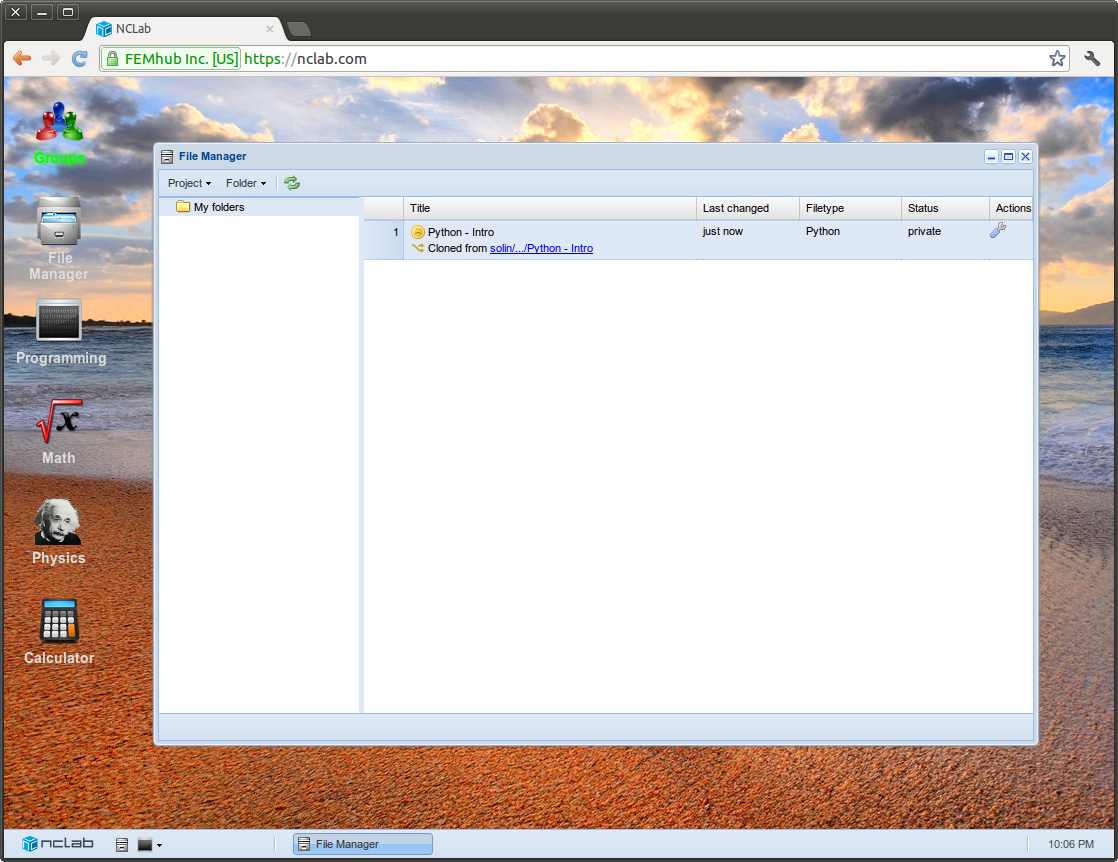 NCLab
FEMhub Inc. [US] https://nclab.com
Groups
File Manager
Programming
Math
Physics
Calculator
File Manager
Project Folder
My folders
Title Last changed Filetype Status Actions
1 Python - Intro just now Python private
Cloned from solin/.../Python - Intro
nclab File Manager 10:06 PM